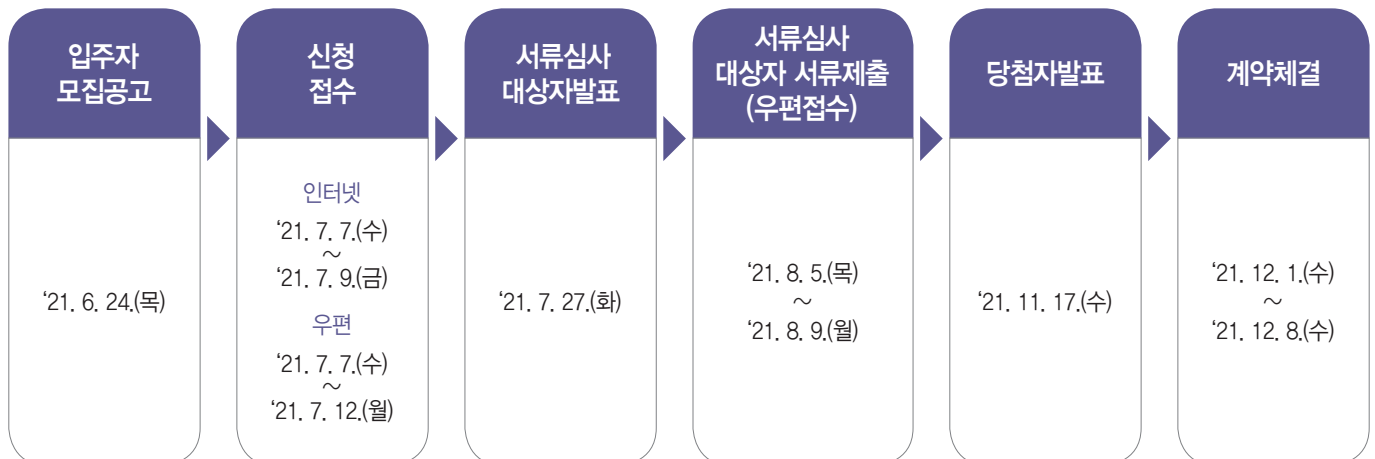 입주자
모집공고
‘21. 6. 24.(목)
신청
접수
인터넷
‘21. 7. 7.(수)
~
‘21. 7. 9.(금)
우편
‘21. 7. 7.(수)
~
‘21. 7. 12.(월)
서류심사
대상자발표
‘21. 7. 27.(화)
서류심사
대상자 서류제출
(우편접수)
‘21. 8. 5.(목)
~
‘21. 8. 9.(월)
당첨자발표
‘21. 11. 17.(수)
계약체결
‘21. 12. 1.(수)
~
‘21. 12. 8.(수)